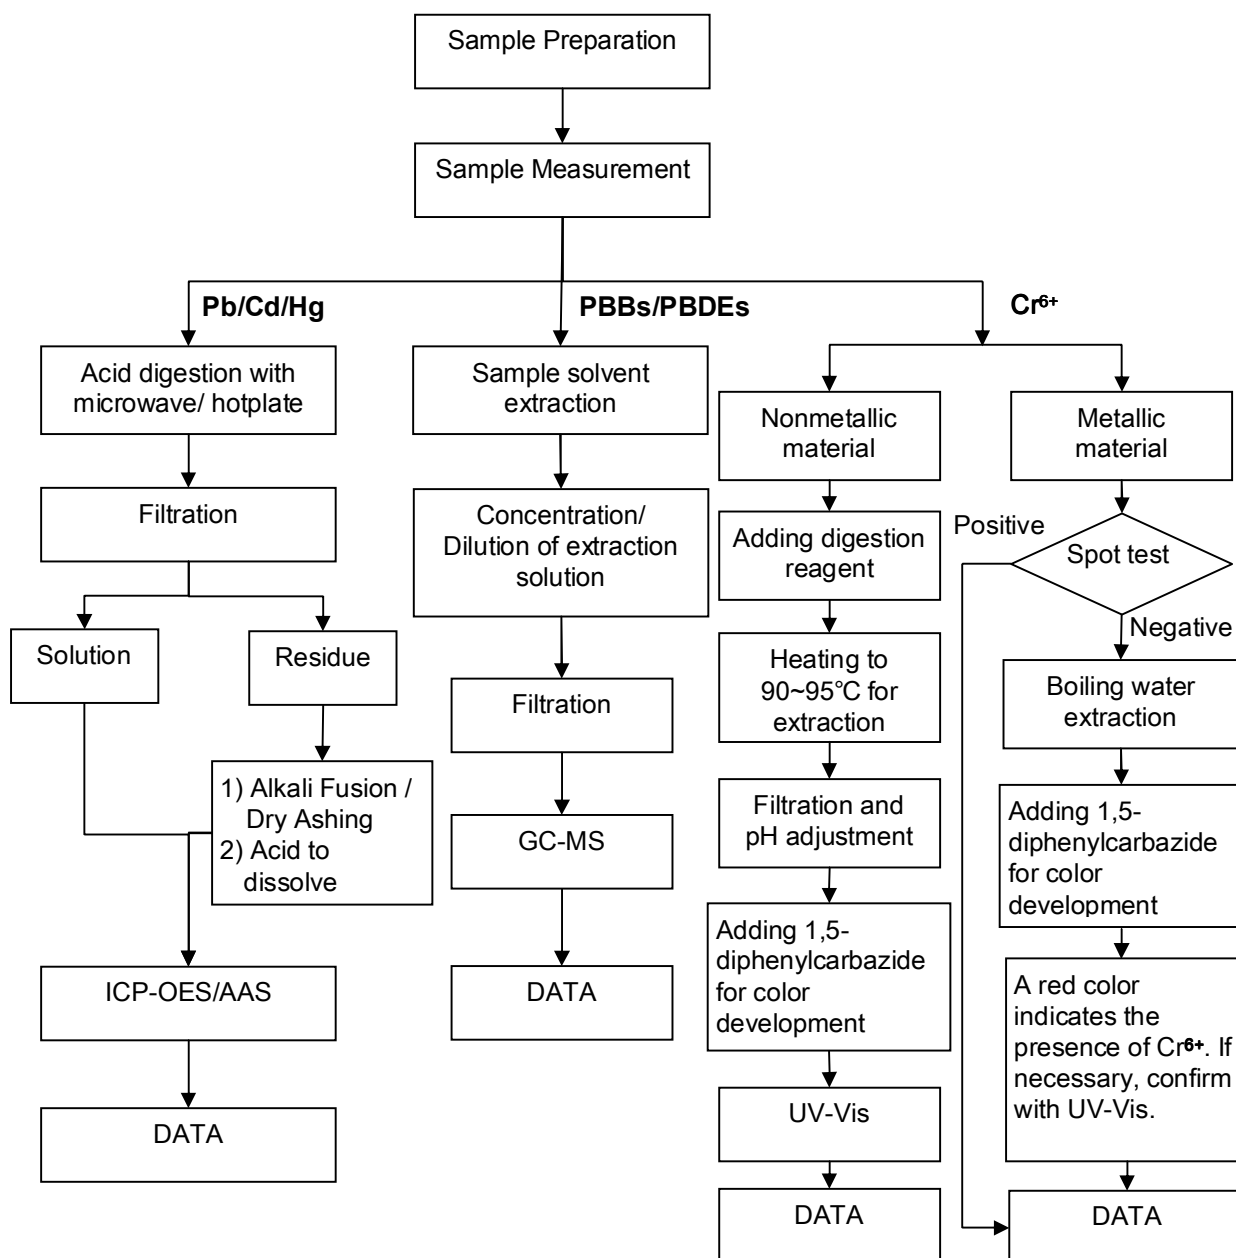 Sample Preparation
Sample Measurement
Pb/Cd/Hg
PBBs/PBDEs
Cr⁶⁺
Acid digestion with
microwave/ hotplate
Filtration
Solution
Residue
1) Alkali Fusion /
Dry Ashing
2) Acid to
dissolve
ICP-OES/AAS
DATA
Sample solvent
extraction
Concentration/
Dilution of extraction
solution
Filtration
GC-MS
DATA
Nonmetallic
material
Adding digestion
reagent
Heating to
90~95℃ for
extraction
Filtration and
pH adjustment
Adding 1,5-
diphenylcarbazide
for color
development
UV-Vis
DATA
Metallic
material
Spot test
Positive
Negative
Boiling water
extraction
Adding 1,5-
diphenylcarbazide
for color
development
A red color
indicates the
presence of Cr⁶⁺. If
necessary, confirm
with UV-Vis.
DATA